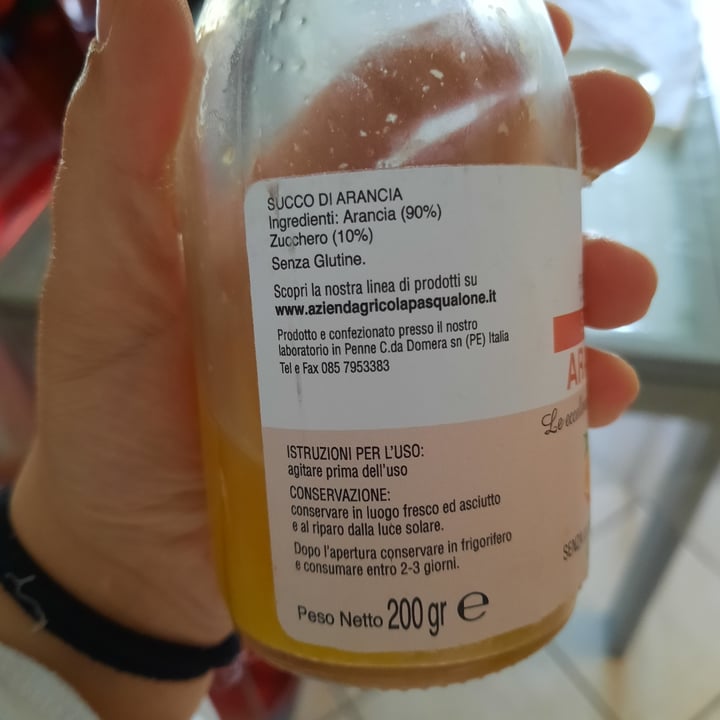 SUCCO DI ARANCIA
Ingredienti: Arancia (90%)
Zucchero (10%)
Senza Glutine.
Scopri la nostra linea di prodotti su
www.aziendagricolapasqualone.it
Prodotto e confezionato presso il nostro
laboratorio in Penne C.da Domera sn (PE) Italia
Tel e Fax 085 7953383
ISTRUZIONI PER L'USO:
agitare prima dell'uso
CONSERVAZIONE:
conservare in luogo fresco ed asciutto
e al riparo dalla luce solare.
Dopo l'apertura conservare in frigorifero
e consumare entro 2-3 giorni.
Peso Netto 200 gr e
Le